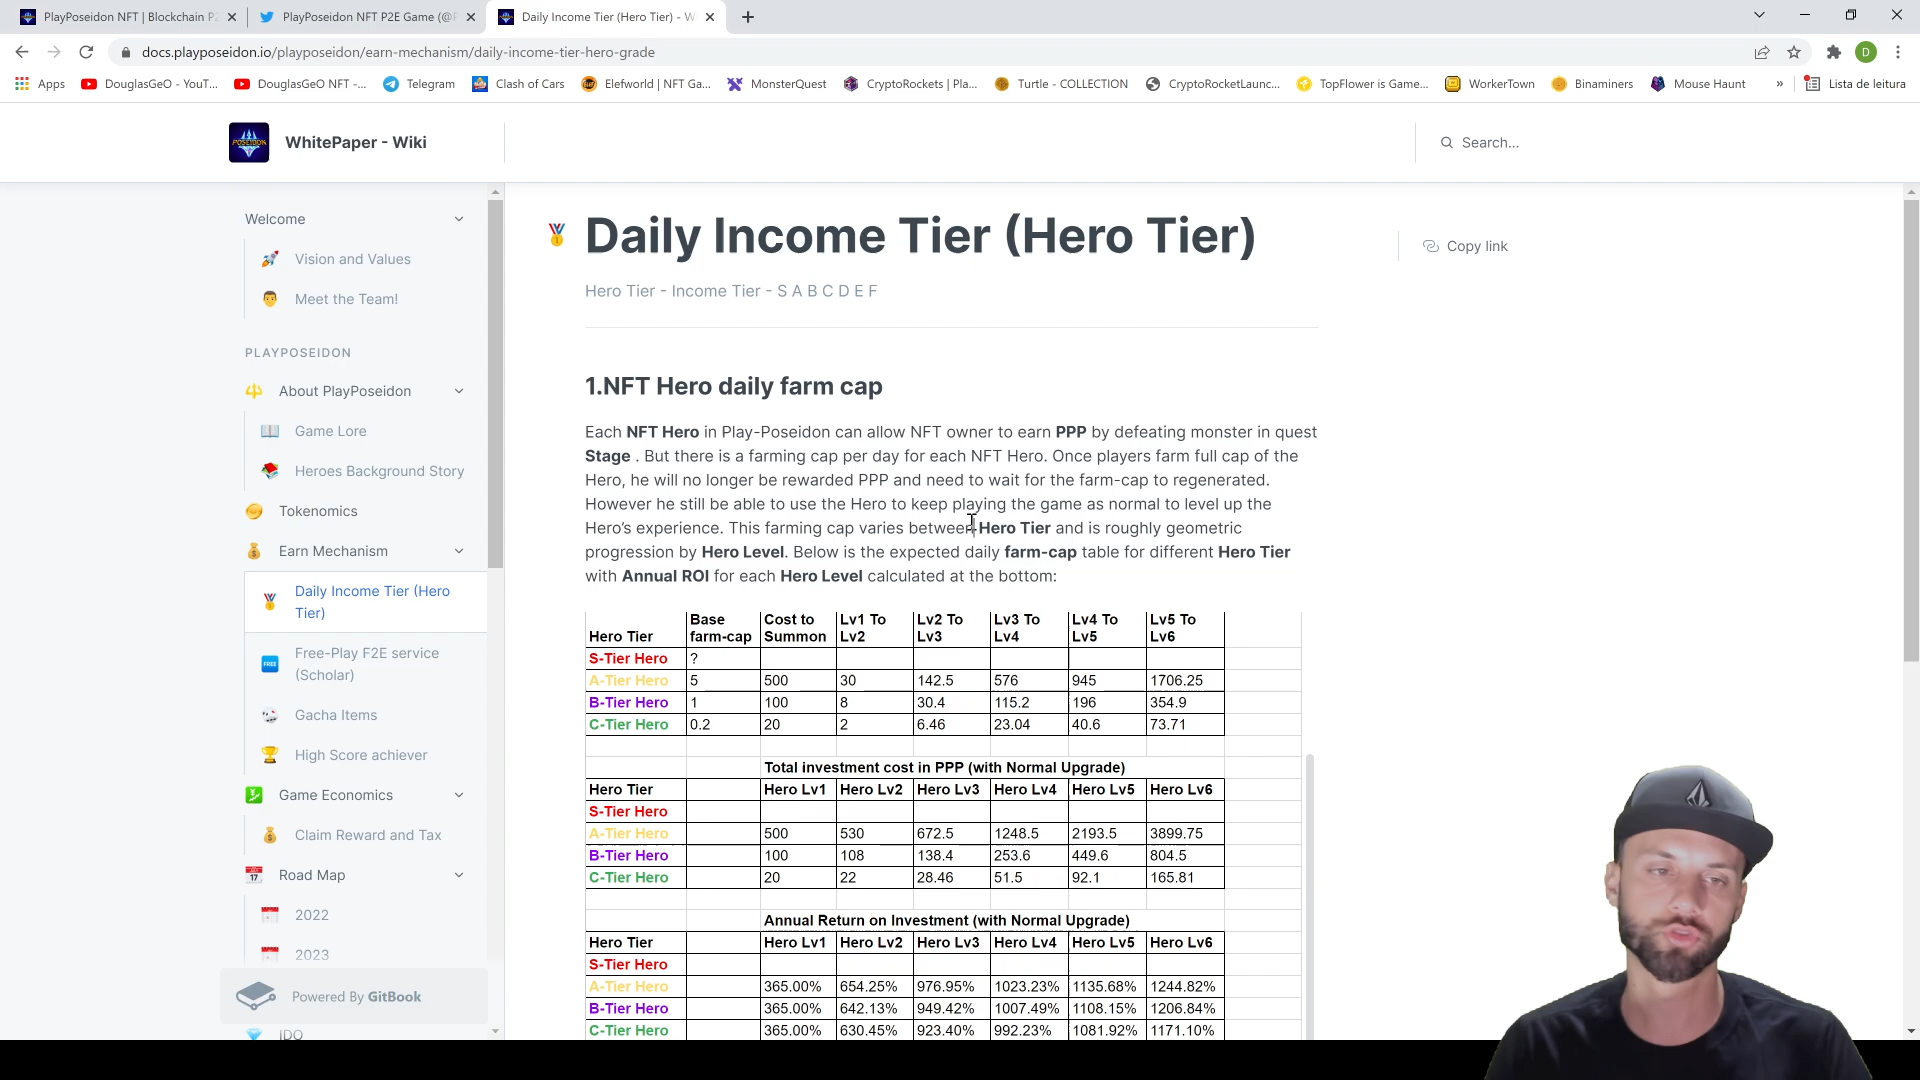 PlayPoseidon NFT | Blockchain P2
PlayPoseidon NFT P2E Game (@P
Daily Income Tier (Hero Tier) - W
docs.playposeidon.io/playposeidon/earn-mechanism/daily-income-tier-hero-grade
D
Apps
DouglasGeo - YouT...
DouglasGeo NFT -...
Telegram
Clash of Cars
Elefworld | NFT Ga...
MonsterQuest
CryptoRockets | Pla...
Turtle - COLLECTION
CryptoRocketLaunc...
TopFlower is Game...
WorkerTown
Binaminers
Mouse Haunt
»
Lista de leitura
POSEIDON
WhitePaper - Wiki
Search...
Welcome
Vision and Values
Meet the Team!
PLAYPOSEIDON
About PlayPoseidon
Game Lore
Heroes Background Story
Tokenomics
Earn Mechanism
Daily Income Tier (Hero
Tier)
FREE
Free-Play F2E service
(Scholar)
Gacha Items
High Score achiever
Game Economics
Claim Reward and Tax
17
Road Map
2022
2023
Powered By GitBook
IDO
Daily Income Tier (Hero Tier)
Hero Tier - Income Tier - S A B C D E F
Copy link
1.NFT Hero daily farm cap
Each NFT Hero in Play-Poseidon can allow NFT owner to earn PPP by defeating monster in quest
Stage . But there is a farming cap per day for each NFT Hero. Once players farm full cap of the
Hero, he will no longer be rewarded PPP and need to wait for the farm-cap to regenerated.
However he still be able to use the Hero to keep playing the game as normal to level up the
Hero's experience. This farming cap varies between Hero Tier and is roughly geometric
progression by Hero Level. Below is the expected daily farm-cap table for different Hero Tier
with Annual ROI for each Hero Level calculated at the bottom:
Hero Tier Base farm-cap Cost to Summon Lv1 To Lv2 Lv2 To Lv3 Lv3 To Lv4 Lv4 To Lv5 Lv5 To Lv6
S-Tier Hero ?
A-Tier Hero 5 500 30 142.5 576 945 1706.25
B-Tier Hero 1 100 8 30.4 115.2 196 354.9
C-Tier Hero 0.2 20 2 6.46 23.04 40.6 73.71
Total investment cost in PPP (with Normal Upgrade)
Hero Tier Hero Lv1 Hero Lv2 Hero Lv3 Hero Lv4 Hero Lv5 Hero Lv6
S-Tier Hero
A-Tier Hero 500 530 672.5 1248.5 2193.5 3899.75
B-Tier Hero 100 108 138.4 253.6 449.6 804.5
C-Tier Hero 20 22 28.46 51.5 92.1 165.81
Annual Return on Investment (with Normal Upgrade)
Hero Tier Hero Lv1 Hero Lv2 Hero Lv3 Hero Lv4 Hero Lv5 Hero Lv6
S-Tier Hero
A-Tier Hero 365.00% 654.25% 976.95% 1023.23% 1135.68% 1244.82%
B-Tier Hero 365.00% 642.13% 949.42% 1007.49% 1108.15% 1206.84%
C-Tier Hero 365.00% 630.45% 923.40% 992.23% 1081.92% 1171.10%